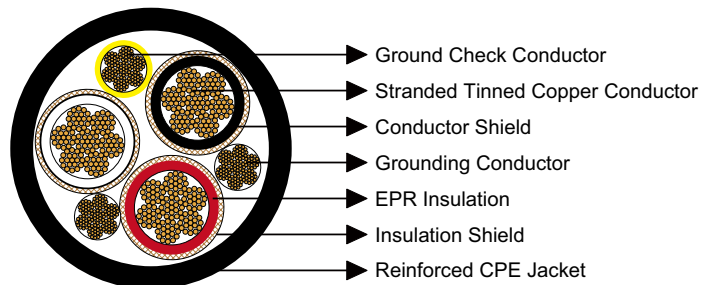 Ground Check Conductor
Stranded Tinned Copper Conductor
Conductor Shield
Grounding Conductor
EPR Insulation
Insulation Shield
Reinforced CPE Jacket